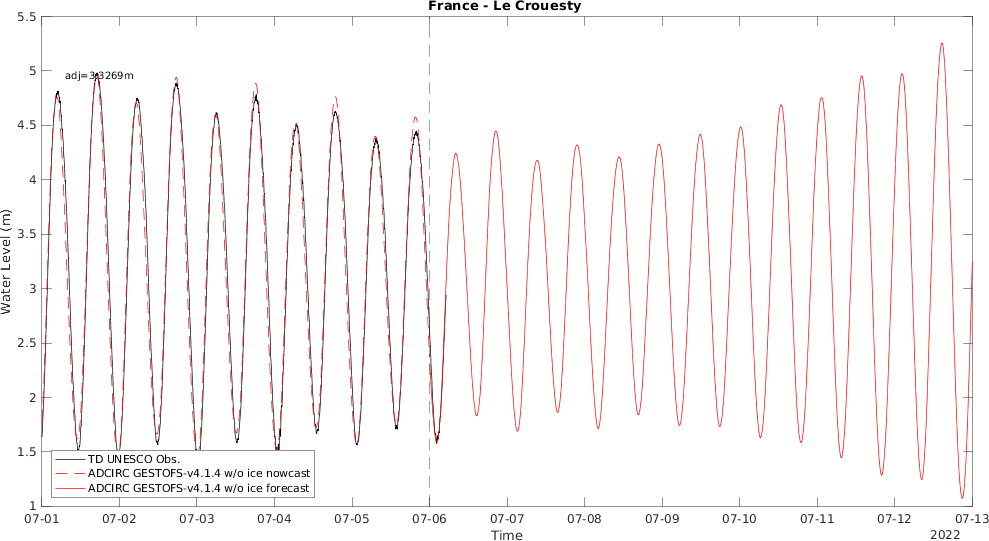 France - Le Crouesty
5.5
5
4.5
4
3.5
3
2.5
2
1.5
1
Water Level (m)
adj=3.3269m
TD UNESCO Obs.
ADCIRC GESTOFS-v4.1.4 w/o ice nowcast
ADCIRC GESTOFS-v4.1.4 w/o ice forecast
07-01 07-02 07-03 07-04 07-05 07-06 07-07 07-08 07-09 07-10 07-11 07-12 07-13
Time
2022